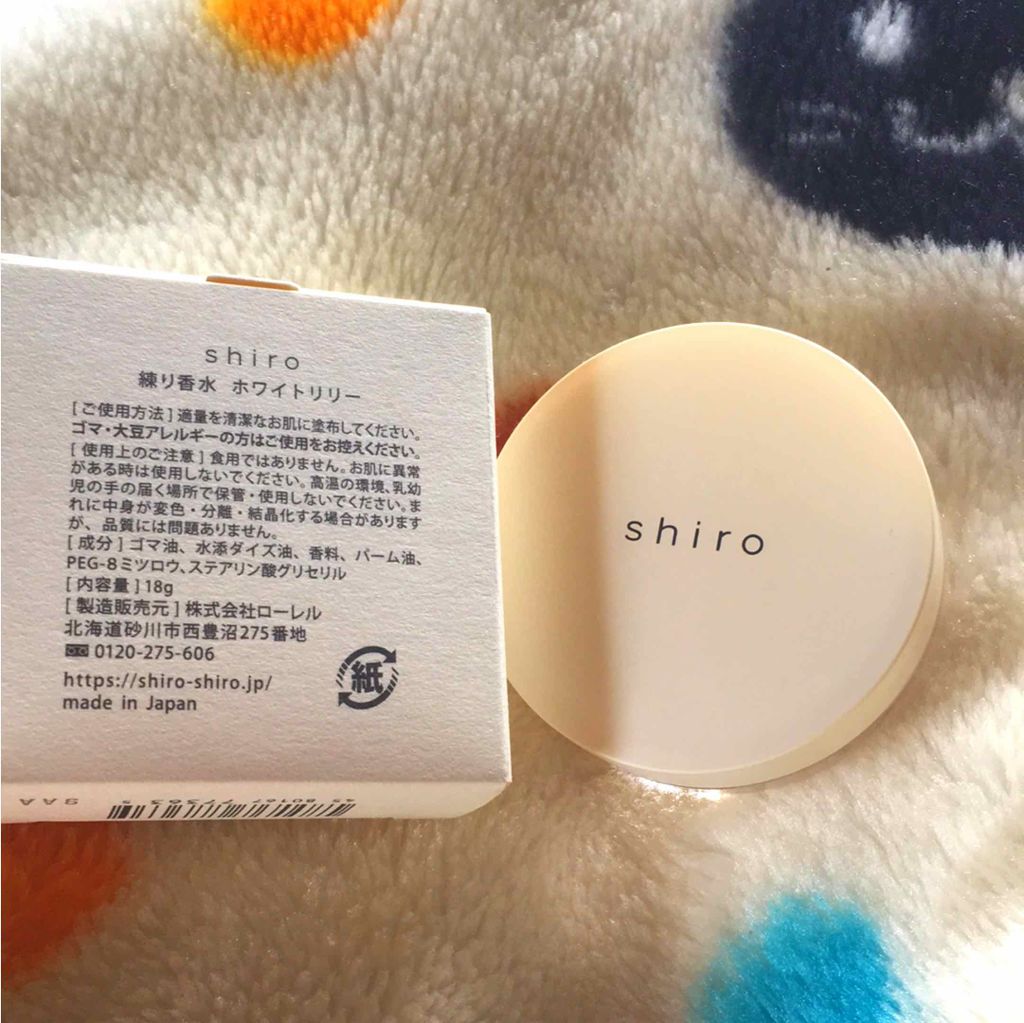 shiro
練り香水 ホワイトリリー
[ご使用方法]適量を清潔なお肌に塗布してください。
ゴマ・大豆アレルギーの方はご使用をお控えください。
[使用上のご注意]食用ではありません。お肌に異常
がある時は使用しないでください。高温の環境、乳幼
児の手の届く場所で保管・使用しないでください。ま
れに中身が変色・分離・結晶化する場合があります
が、品質には問題ありません。
[成分]ゴマ油、水添ダイズ油、香料、パーム油、
PEG-8ミツロウ、ステアリン酸グリセリル
[内容量]18g
[製造販売元]株式会社ローレル
北海道砂川市西豊沼275番地
0120-275-606
https://shiro-shiro.jp/
made in Japan
紙
9AA
shiro